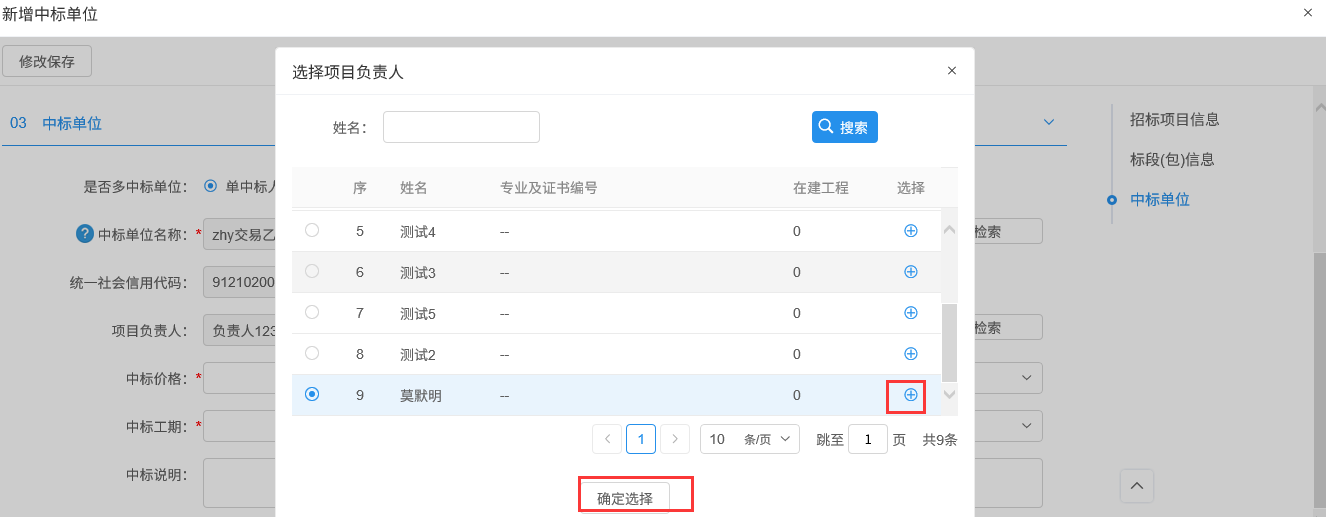 新增中标单位
修改保存
03 中标单位
是否多中标单位： 单中标人
? 中标单位名称： * zhy交易乙
检索
统一社会信用代码： 91210200
项目负责人： 负责人123
检索
中标价格： *
中标工期： *
中标说明：
选择项目负责人
姓名：
搜索
序 姓名 专业及证书编号 在建工程 选择
5 测试4 -- 0
6 测试3 -- 0
7 测试5 -- 0
8 测试2 -- 0
9 莫默明 -- 0
1 10 条/页 跳至 1 页 共9条
确定选择
招标项目信息
标段(包)信息
中标单位